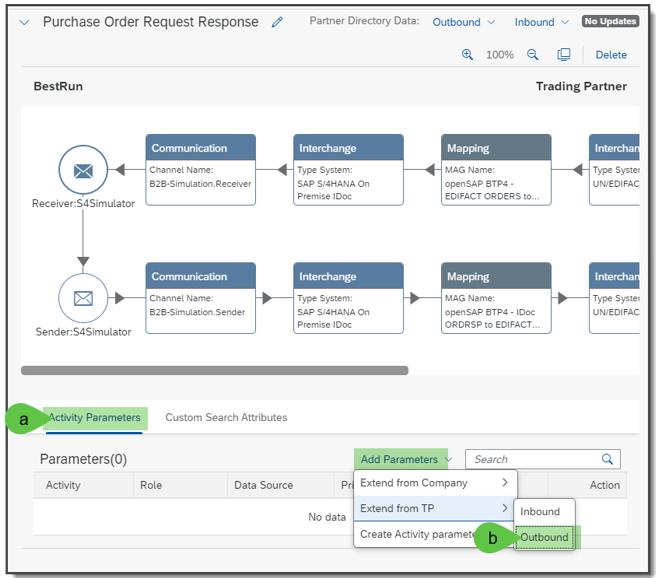 Purchase Order Request Response
Partner Directory Data: Outbound Inbound No Updates
100% Delete
BestRun Trading Partner
Communication
Channel Name:
B2B-Simulation.Receiver
Interchange
Type System:
SAP S/4HANA On
Premise IDoc
Mapping
MAG Name:
openSAP BTP4 -
EDIFACT ORDERS to...
Interchan
Type Syste
UN/EDIFAC
Receiver:S4Simulator
Communication
Channel Name:
B2B-Simulation.Sender
Interchange
Type System:
SAP S/4HANA On
Premise IDoc
Mapping
MAG Name:
openSAP BTP4 - IDoc
ORDRSP to EDIFACT...
Interchan
Type Syste
UN/EDIFAC
Sender:S4Simulator
a Activity Parameters Custom Search Attributes
Parameters(0) Add Parameters Search
Activity Role Data Source Pri Action
No data
Extend from Company
Extend from TP
Create Activity paramete
Inbound
b Outbound